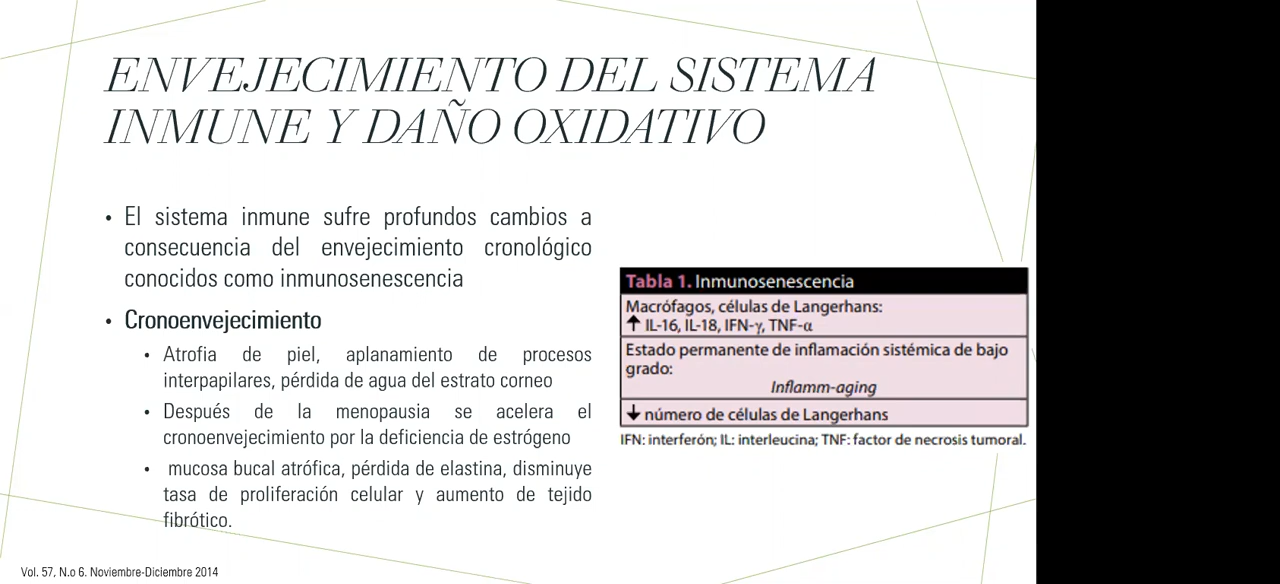 ENVEJECIMIENTO DEL SISTEMA
INMUNE Y DAÑO OXIDATIVO
• El sistema inmune sufre profundos cambios a
consecuencia del envejecimiento cronológico
conocidos como inmunosenescencia
• Cronoenvejecimiento
• Atrofia de piel, aplanamiento de procesos
interpapilares, pérdida de agua del estrato corneo
• Después de la menopausia se acelera el
cronoenvejecimiento por la deficiencia de estrógeno
• mucosa bucal atrófica, pérdida de elastina, disminuye
tasa de proliferación celular y aumento de tejido
fibrótico.
Tabla 1. Inmunosenescencia
Macrófagos, células de Langerhans:
↑ IL-16, IL-18, IFN-γ, TNF-α
Estado permanente de inflamación sistémica de bajo
grado:
Inflamm-aging
↓ número de células de Langerhans
IFN: interferón; IL: interleucina; TNF: factor de necrosis tumoral.
Vol. 57, N.o 6. Noviembre-Diciembre 2014